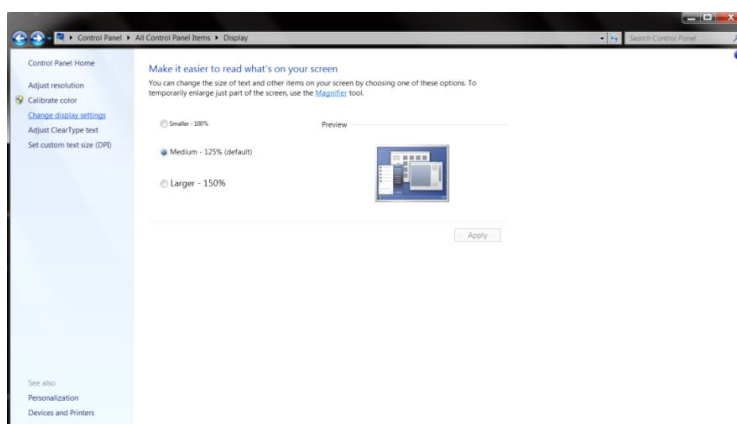 Control Panel ▸ All Control Panel Items ▸ Display
Search Control Panel
Control Panel Home
Adjust resolution
Calibrate color
Change display settings
Adjust ClearType text
Set custom text size (DPI)
See also
Personalization
Devices and Printers
Make it easier to read what's on your screen
You can change the size of text and other items on your screen by choosing one of these options. To
temporarily enlarge just part of the screen, use the Magnifier tool.
Smaller - 100%
Medium - 125% (default)
Larger - 150%
Preview
Apply